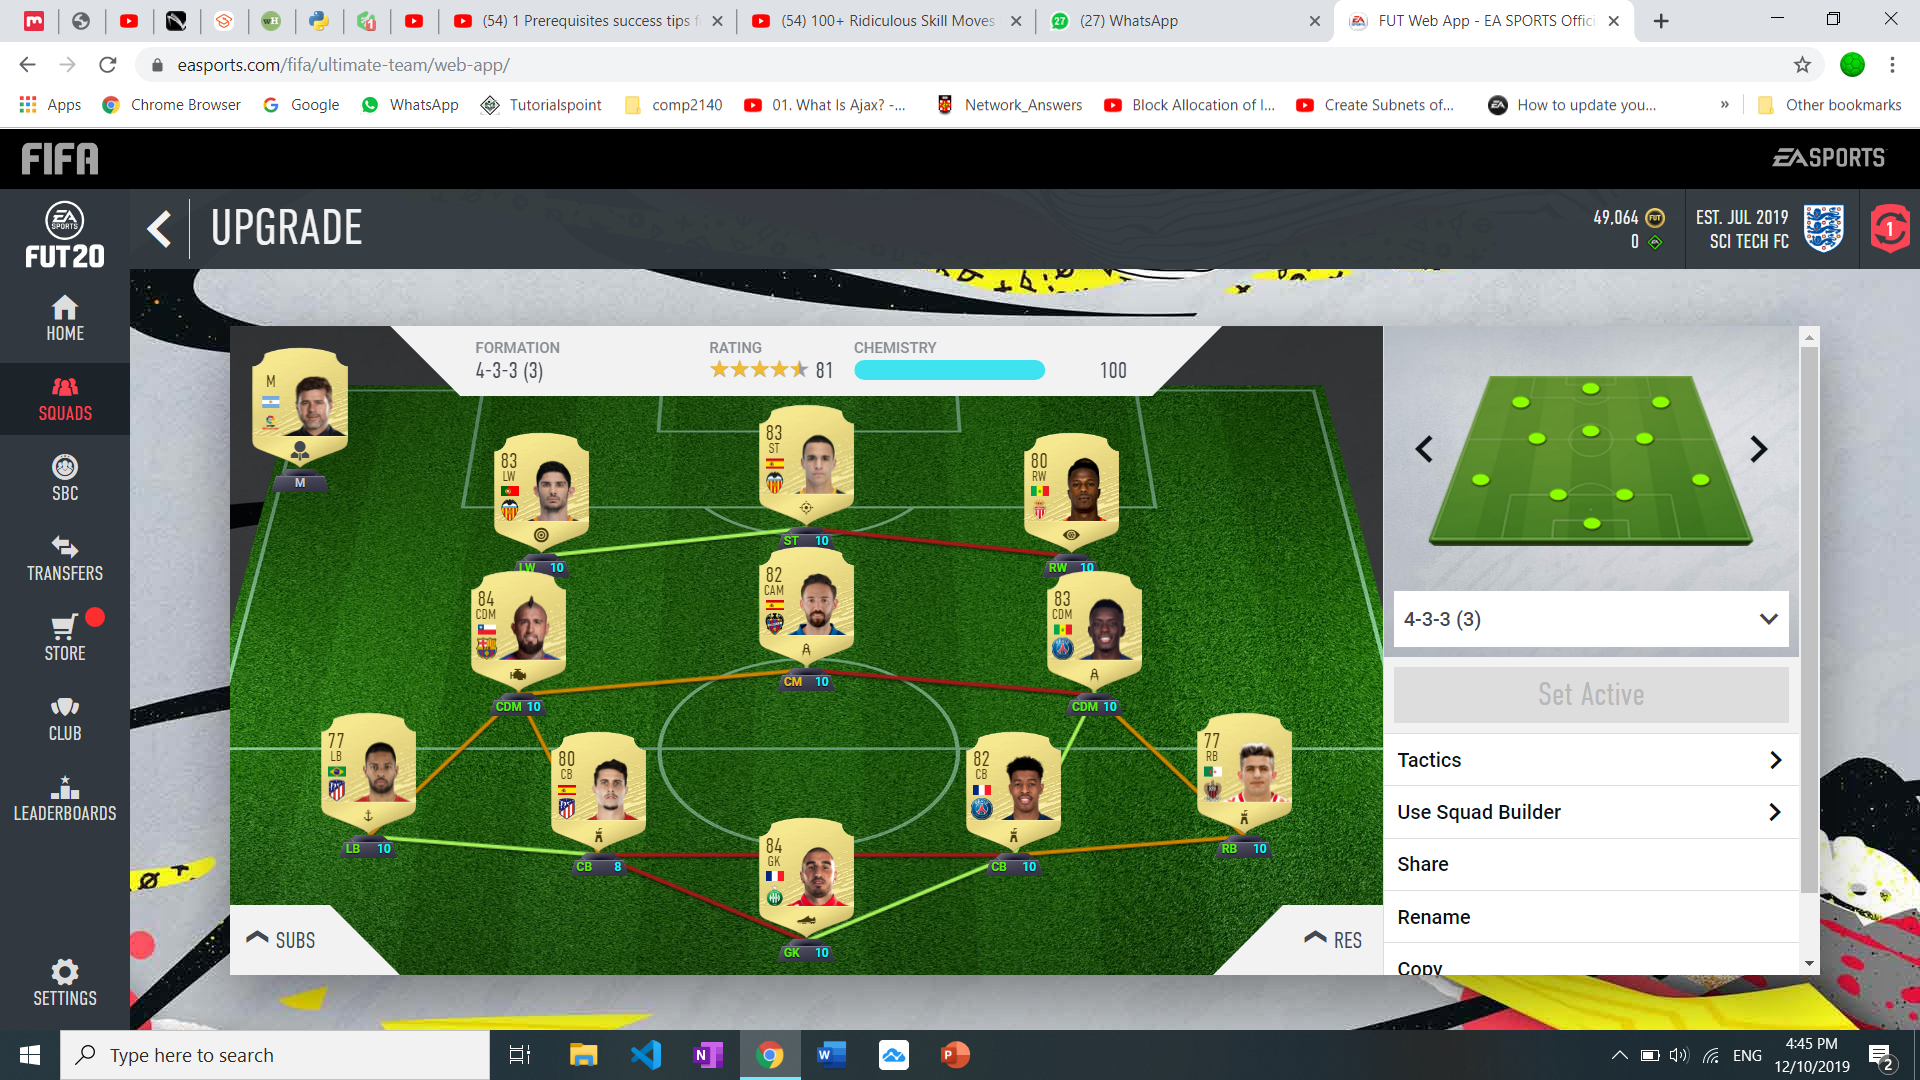 (54) 1 Prerequisites success tips f
(54) 100+ Ridiculous Skill Moves
(27) WhatsApp
FUT Web App - EA SPORTS Offici
easports.com/fifa/ultimate-team/web-app/
Apps
Chrome Browser
Google
WhatsApp
Tutorialspoint
comp2140
01. What Is Ajax? -...
Network_Answers
Block Allocation of I...
Create Subnets of...
How to update you...
»
Other bookmarks
FIFA
EA SPORTS
EA SPORTS
FUT20
UPGRADE
49,064
0
EST. JUL 2019
SCI TECH FC
1
HOME
SQUADS
SBC
TRANSFERS
STORE
CLUB
LEADERBOARDS
SETTINGS
FORMATION
4-3-3 (3)
RATING
81
CHEMISTRY
100
M
M
83
LW
LW 10
83
ST
ST 10
80
RW
RW 10
84
CDM
CDM 10
82
CAM
CM 10
83
CDM
CDM 10
77
LB
LB 10
80
CB
CB 8
82
CB
CB 10
77
RB
RB 10
84
GK
GK 10
SUBS
RES
4-3-3 (3)
Set Active
Tactics
Use Squad Builder
Share
Rename
Copy
Type here to search
ENG
4:45 PM
12/10/2019
2